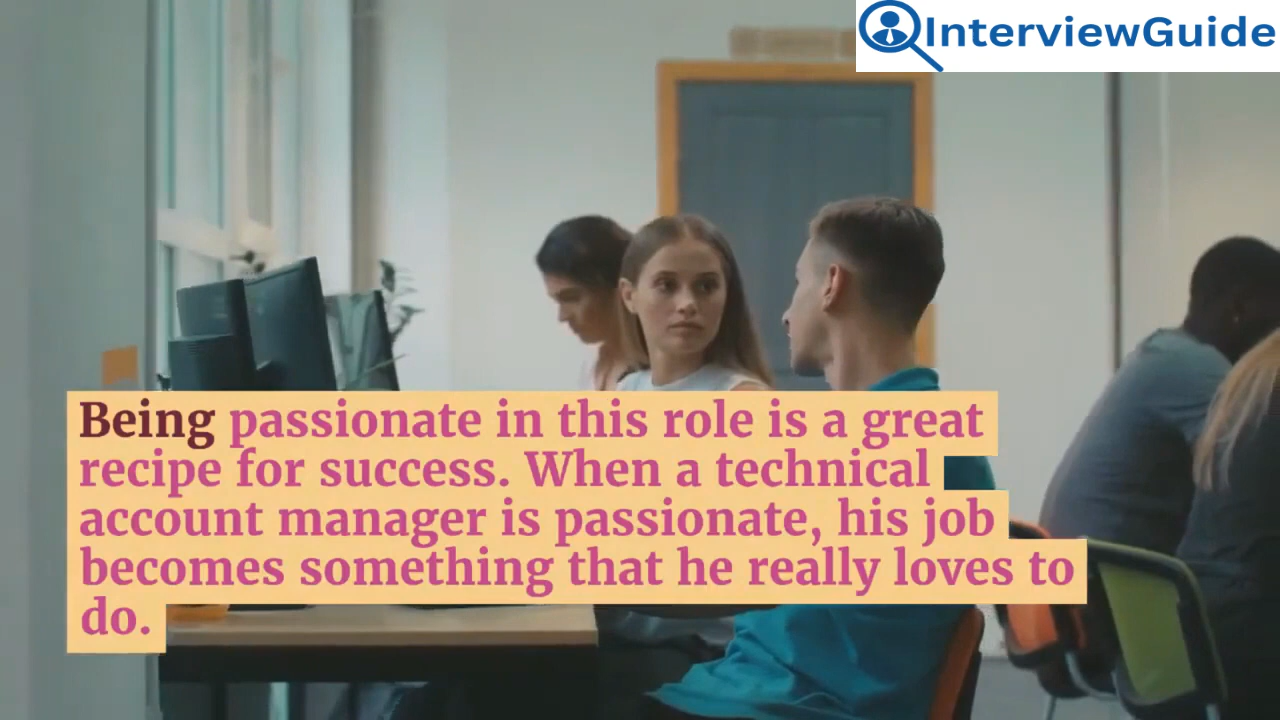 InterviewGuide
Being passionate in this role is a great
recipe for success. When a technical
account manager is passionate, his job
becomes something that he really loves to
do.